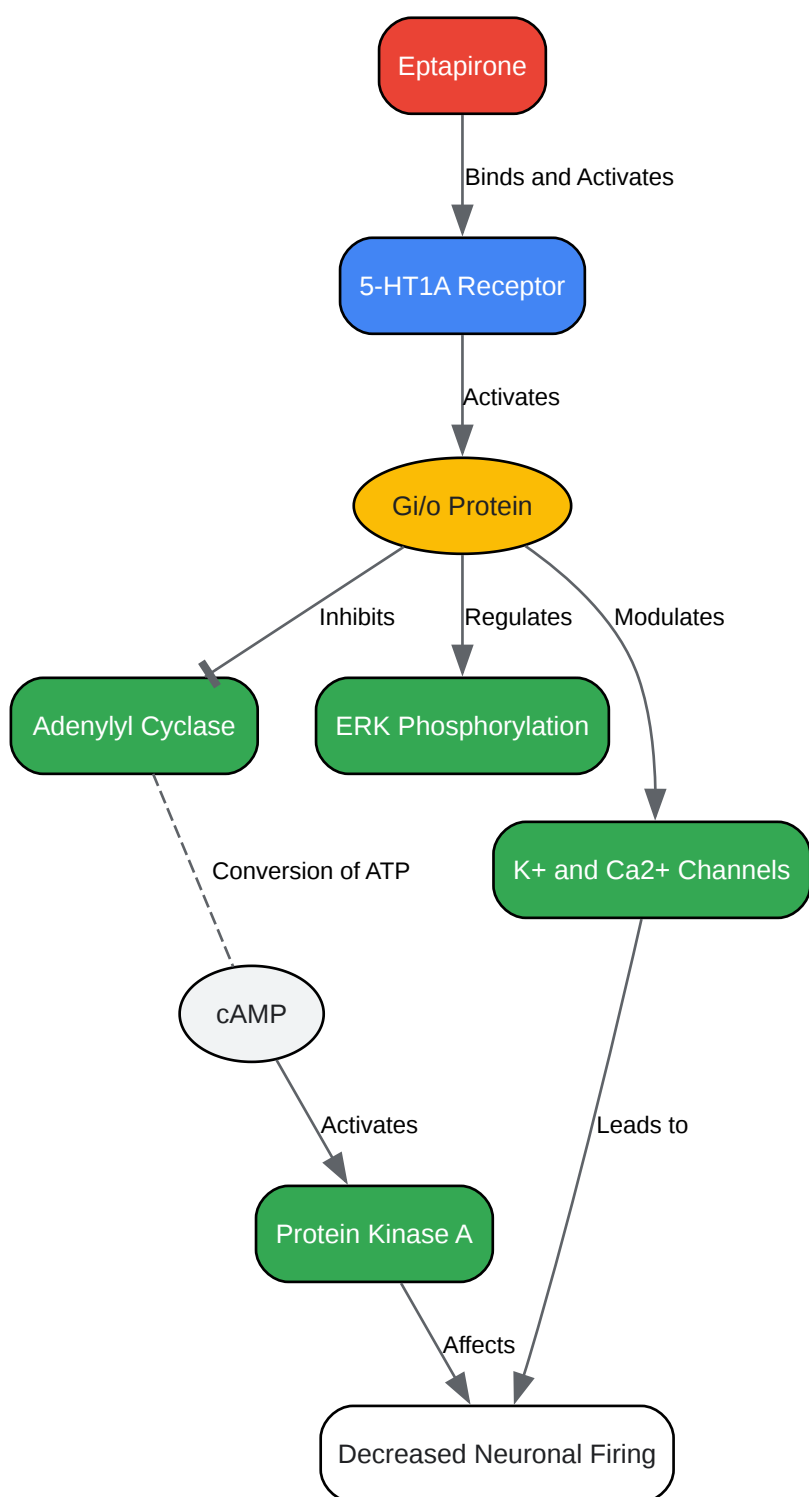 Eptapirone
Binds and Activates
5-HT1A Receptor
Activates
Gi/o Protein
Inhibits
Regulates
Modulates
Adenylyl Cyclase
ERK Phosphorylation
K+ and Ca2+ Channels
Conversion of ATP
cAMP
Activates
Leads to
Protein Kinase A
Affects
Decreased Neuronal Firing